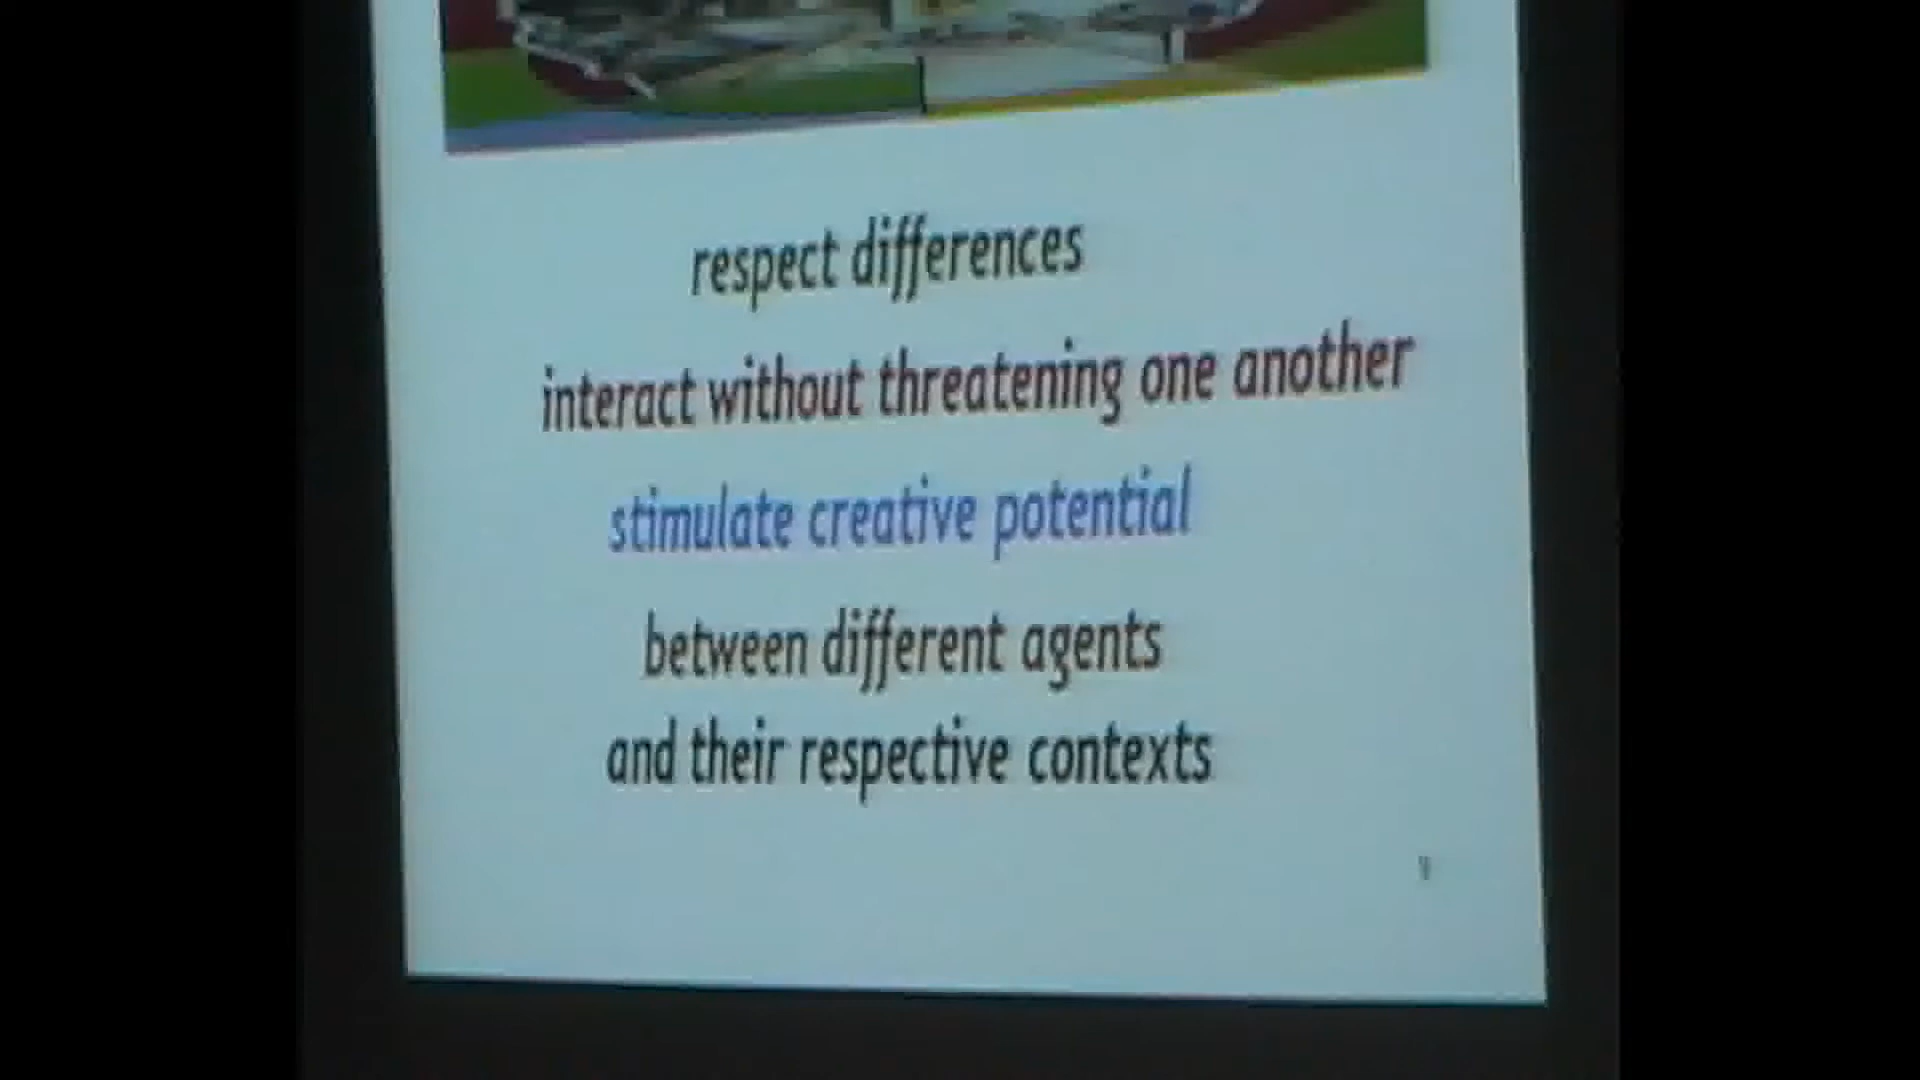 respect differences
interact without threatening one another
stimulate creative potential
between different agents
and their respective contexts